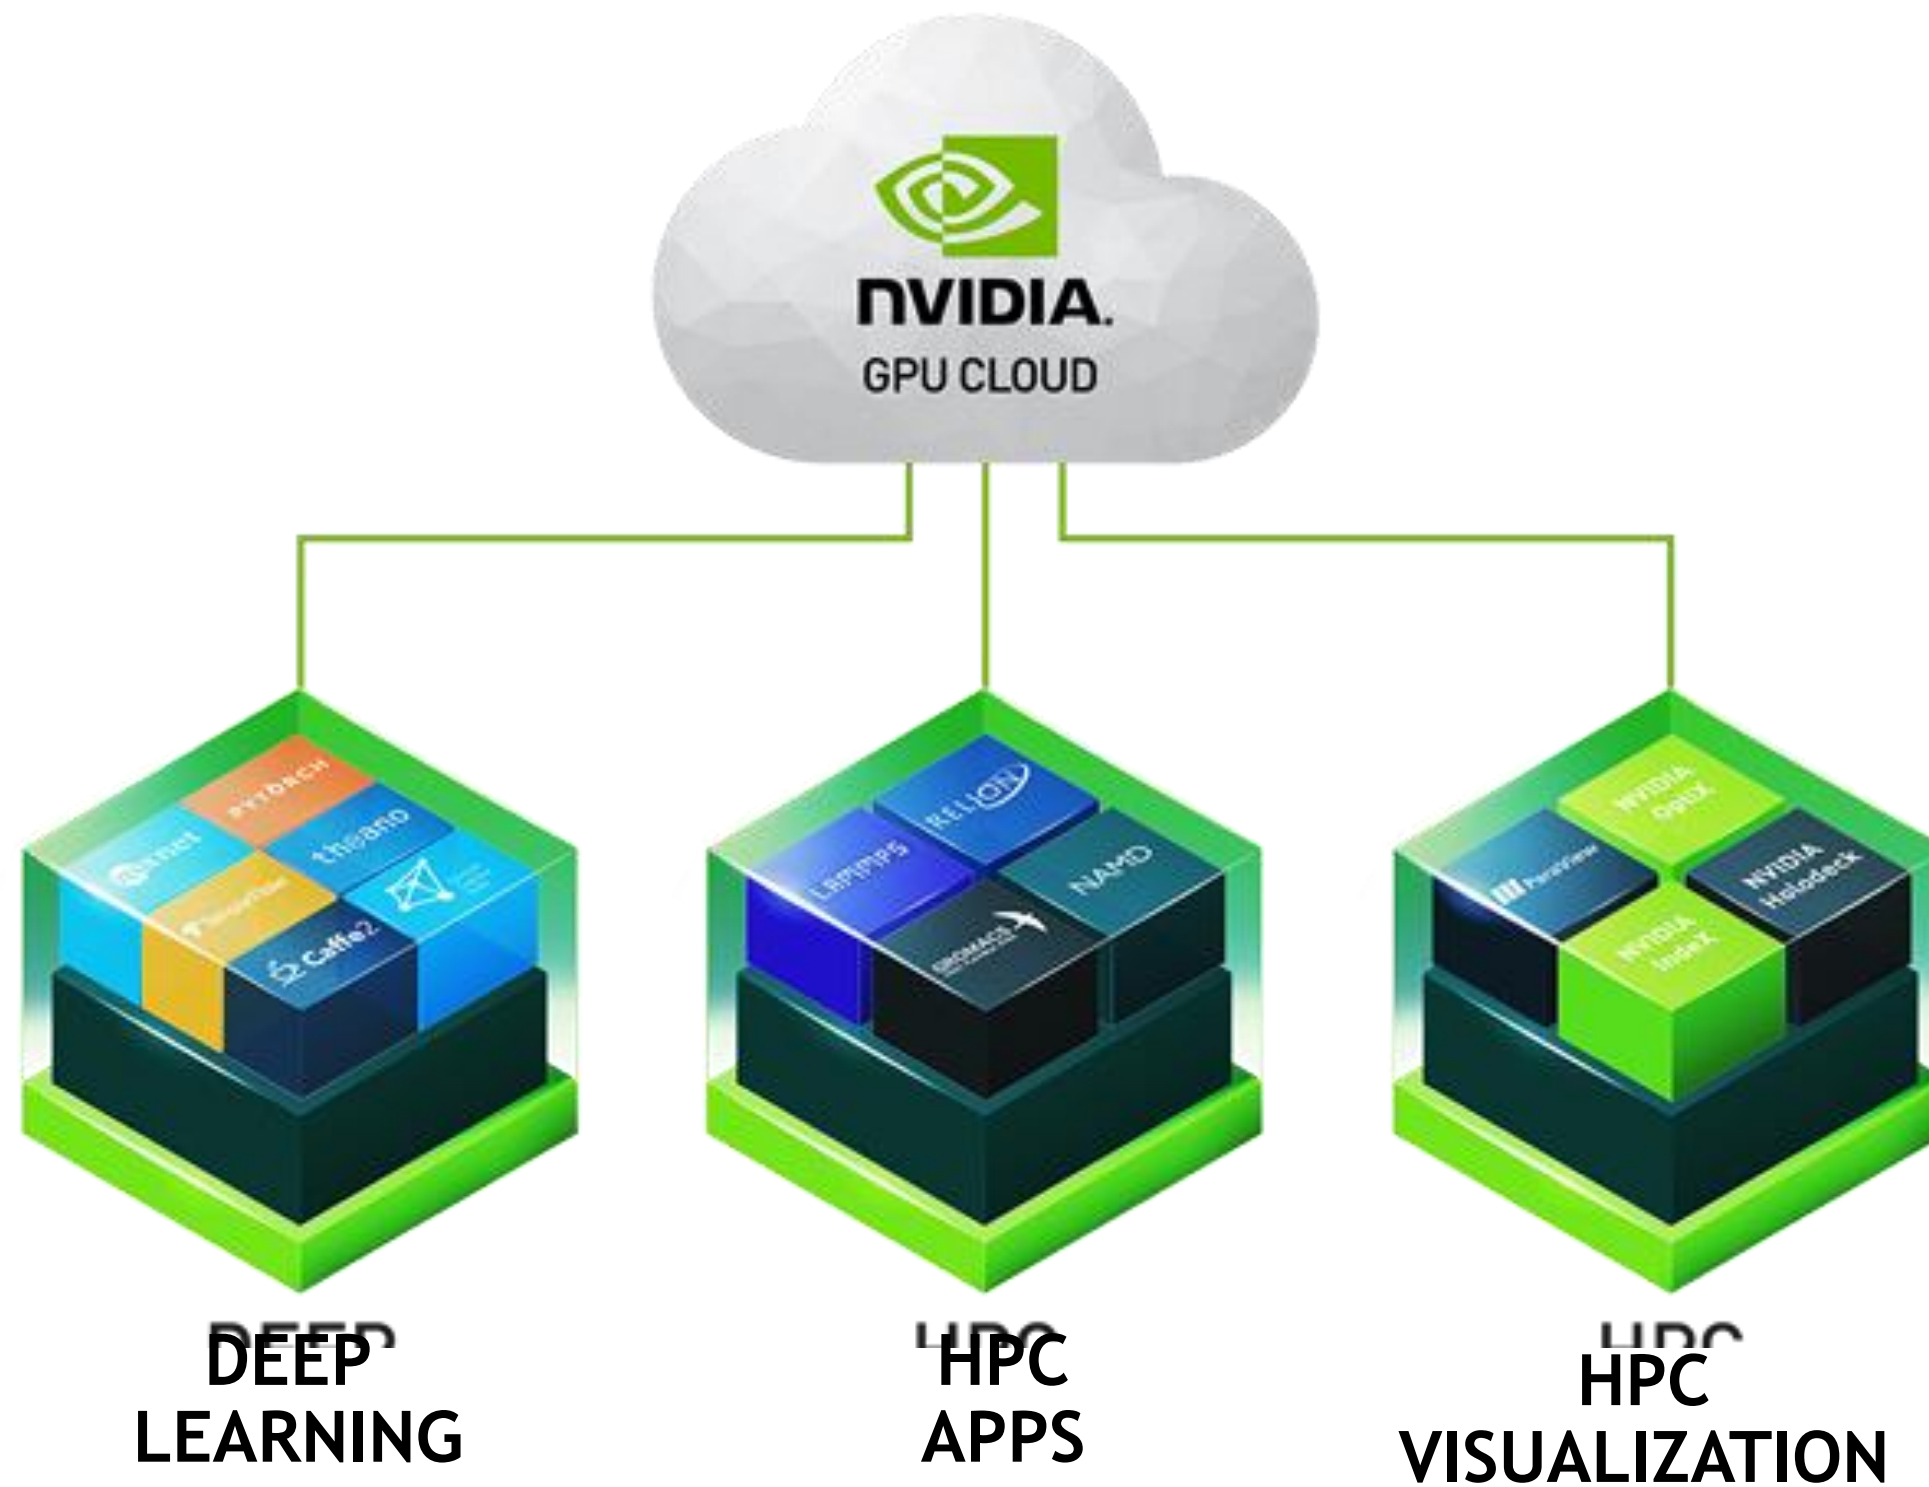 NVIDIA.
GPU CLOUD
PYTORCH
mxnet
theano
TensorFlow
Caffe2
RELION
LAMMPS
NAMD
GROMACS
NVIDIA
OptiX
ParaView
NVIDIA
Holodeck
NVIDIA
IndeX
DEEP
LEARNING
HPC
APPS
HPC
VISUALIZATION